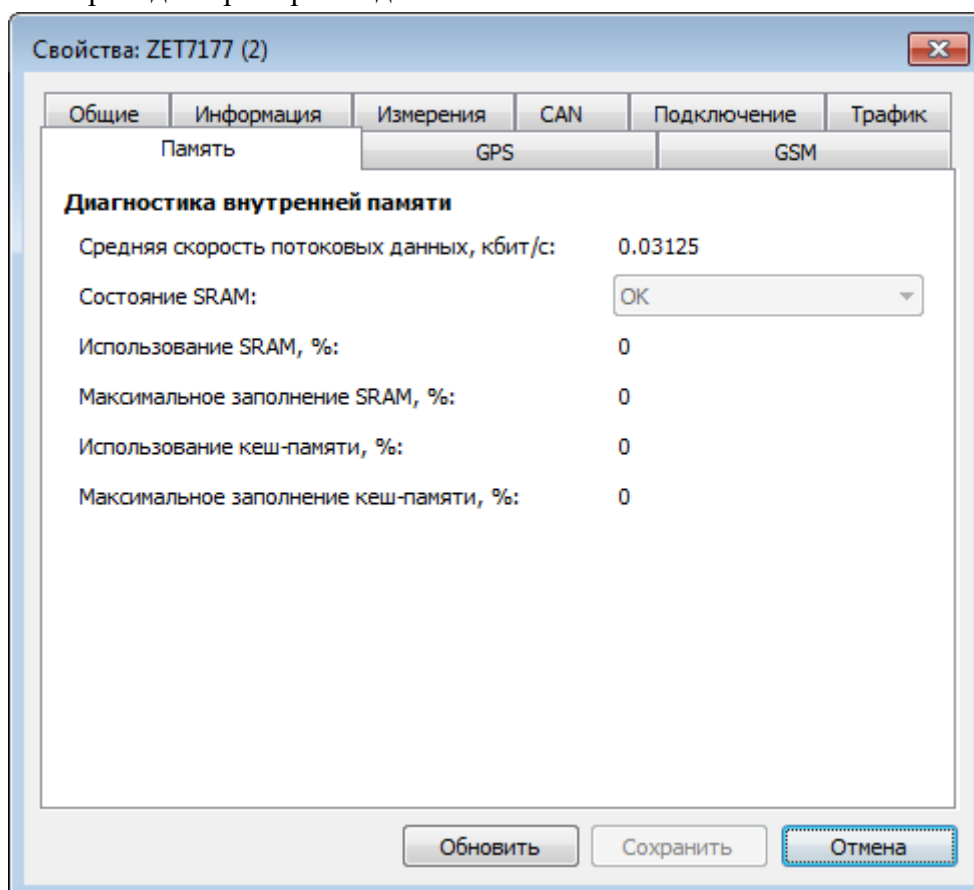 Свойства: ZET7177 (2)
Общие Информация Измерения CAN Подключение Трафик
Память GPS GSM
Диагностика внутренней памяти
Средняя скорость потоковых данных, кбит/с: 0.03125
Состояние SRAM: OK
Использование SRAM, %: 0
Максимальное заполнение SRAM, %: 0
Использование кеш-памяти, %: 0
Максимальное заполнение кеш-памяти, %: 0
Обновить Сохранить Отмена